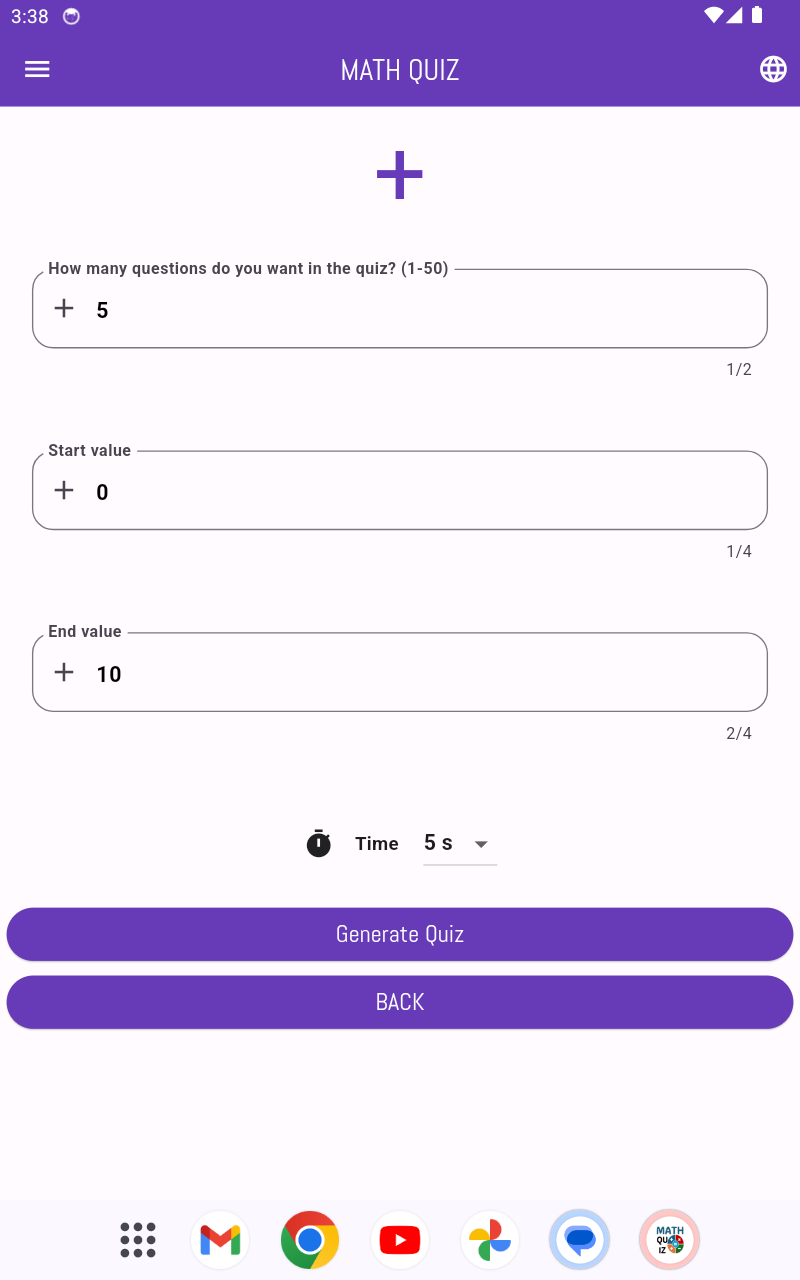 3:38
MATH QUIZ
How many questions do you want in the quiz? (1-50)
5
1/2
Start value
0
1/4
End value
10
2/4
Time 5 s
Generate Quiz
BACK
MATH
QU
IZ